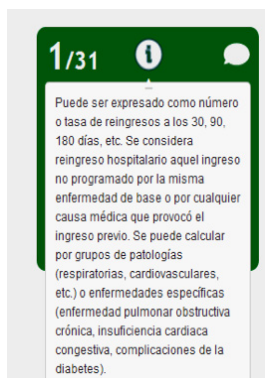 1/31 i
Puede ser expresado como número
o tasa de reingresos a los 30, 90,
180 días, etc. Se considera
reingreso hospitalario aquel ingreso
no programado por la misma
enfermedad de base o por cualquier
causa médica que provocó el
ingreso previo. Se puede calcular
por grupos de patologías
(respiratorias, cardiovasculares,
etc.) o enfermedades específicas
(enfermedad pulmonar obstructiva
crónica, insuficiencia cardiaca
congestiva, complicaciones de la
diabetes).